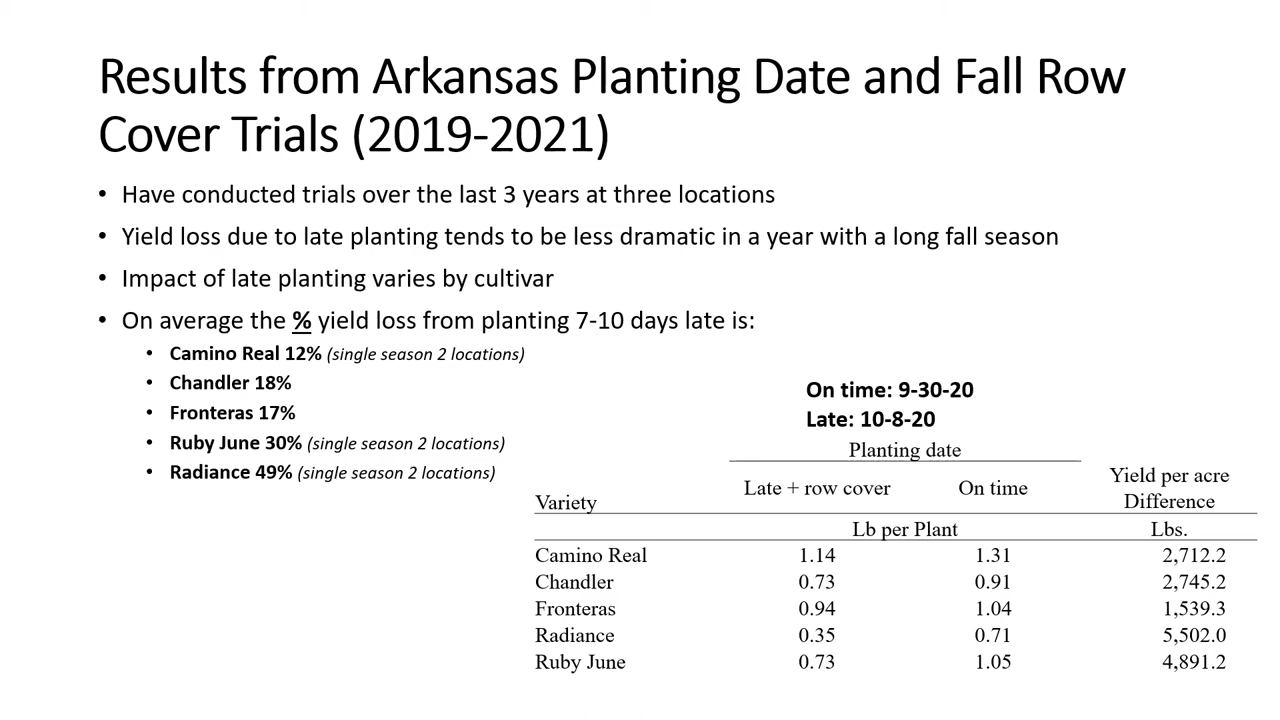 Results from Arkansas Planting Date and Fall Row
Cover Trials (2019-2021)
• Have conducted trials over the last 3 years at three locations
• Yield loss due to late planting tends to be less dramatic in a year with a long fall season
• Impact of late planting varies by cultivar
• On average the % yield loss from planting 7-10 days late is:
• Camino Real 12% (single season 2 locations)
• Chandler 18%
• Fronteras 17%
• Ruby June 30% (single season 2 locations)
• Radiance 49% (single season 2 locations)
On time: 9-30-20
Late: 10-8-20
Planting date
Variety Late + row cover On time Yield per acre
Difference
Lb per Plant Lbs.
Camino Real 1.14 1.31 2,712.2
Chandler 0.73 0.91 2,745.2
Fronteras 0.94 1.04 1,539.3
Radiance 0.35 0.71 5,502.0
Ruby June 0.73 1.05 4,891.2